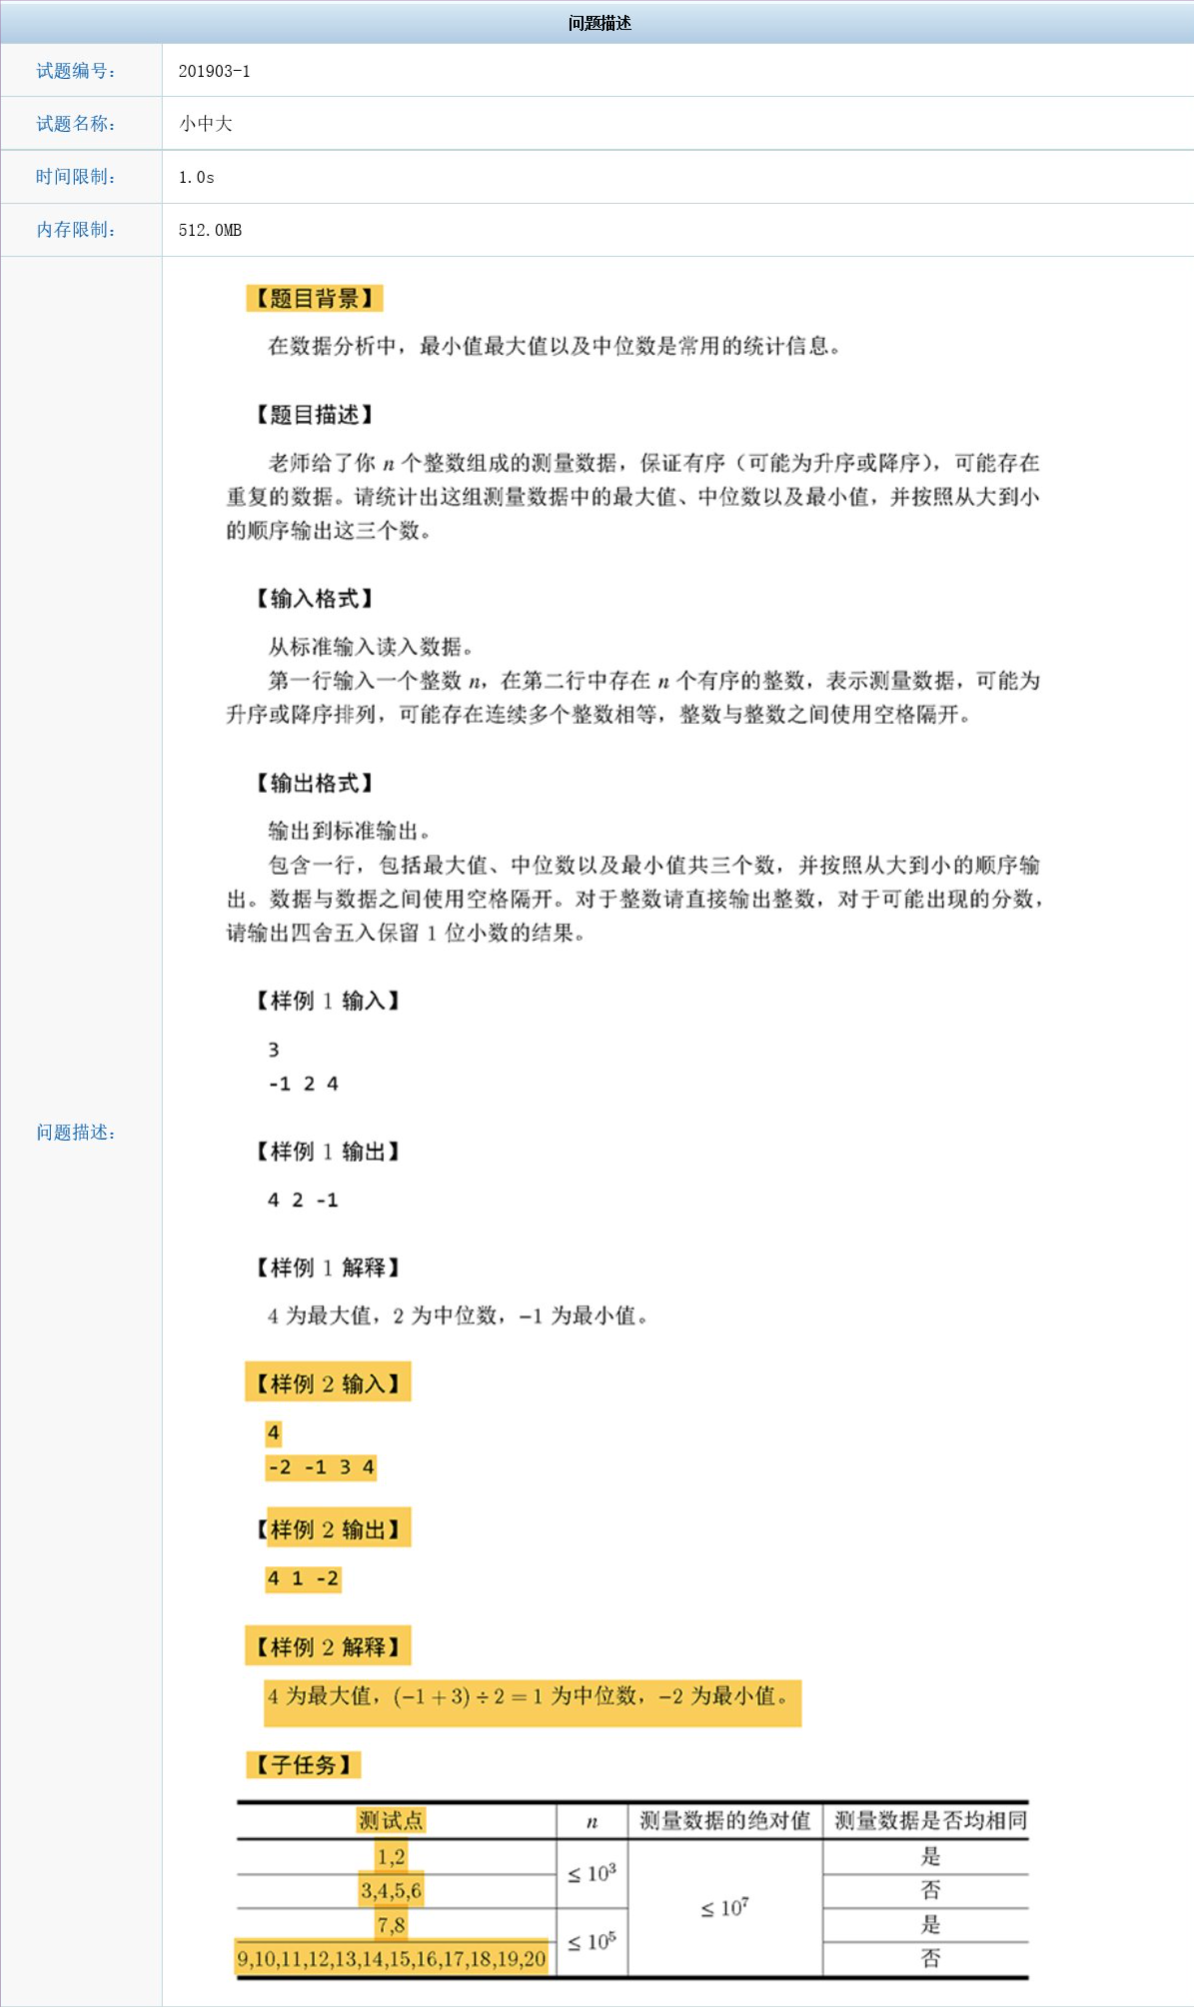 问题描述
试题编号： 201903-1
试题名称： 小中大
时间限制： 1.0s
内存限制： 512.0MB
问题描述：
【题目背景】
在数据分析中，最小值最大值以及中位数是常用的统计信息。
【题目描述】
老师给了你 n 个整数组成的测量数据，保证有序（可能为升序或降序），可能存在
重复的数据。请统计出这组测量数据中的最大值、中位数以及最小值，并按照从大到小
的顺序输出这三个数。
【输入格式】
从标准输入读入数据。
第一行输入一个整数 n，在第二行中存在 n 个有序的整数，表示测量数据，可能为
升序或降序排列，可能存在连续多个整数相等，整数与整数之间使用空格隔开。
【输出格式】
输出到标准输出。
包含一行，包括最大值、中位数以及最小值共三个数，并按照从大到小的顺序输
出。数据与数据之间使用空格隔开。对于整数请直接输出整数，对于可能出现的分数，
请输出四舍五入保留 1 位小数的结果。
【样例 1 输入】
3
-1 2 4
【样例 1 输出】
4 2 -1
【样例 1 解释】
4 为最大值，2 为中位数，−1 为最小值。
【样例 2 输入】
4
-2 -1 3 4
【样例 2 输出】
4 1 -2
【样例 2 解释】
4 为最大值，(−1 + 3) ÷ 2 = 1 为中位数，−2 为最小值。
【子任务】
测试点 n 测量数据的绝对值 测量数据是否均相同
1,2 ≤ 10³ ≤ 10⁷ 是
3,4,5,6 否
7,8 ≤ 10⁵ 是
9,10,11,12,13,14,15,16,17,18,19,20 否